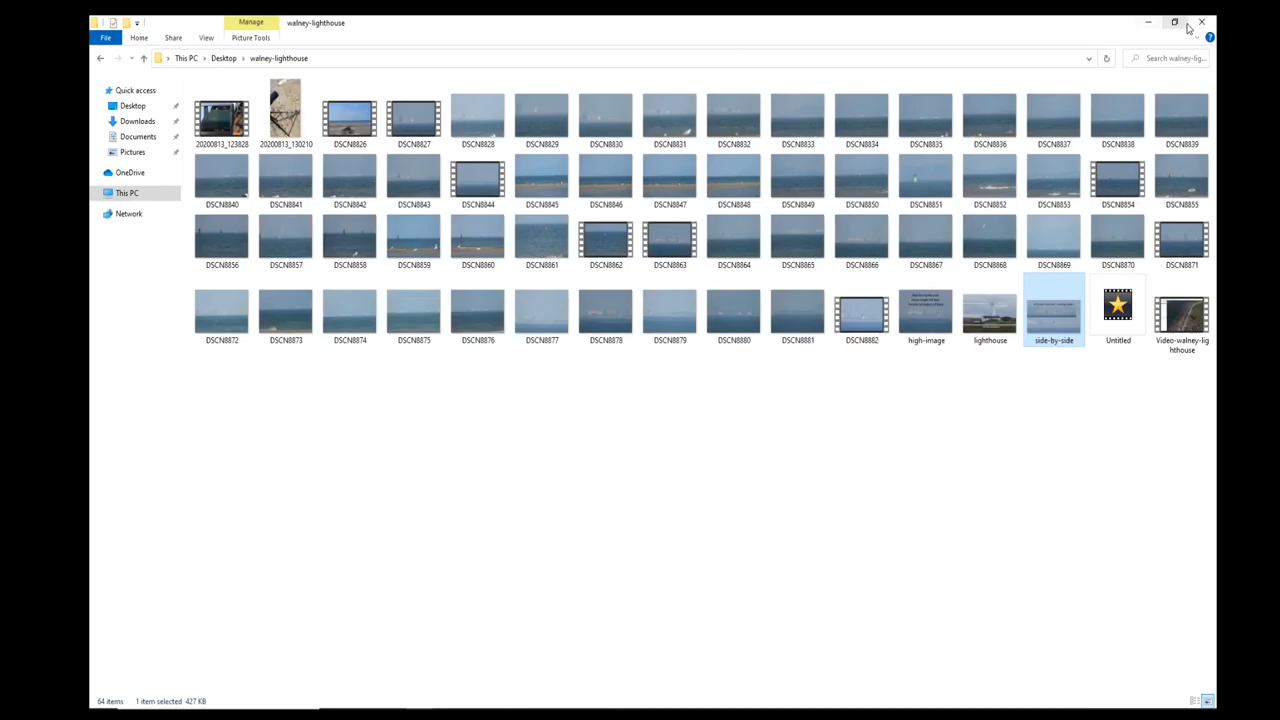 Manage
walney-lighthouse
File
Home
Share
View
Picture Tools
This PC
Desktop
walney-lighthouse
Search walney-lig...
Quick access
Desktop
Downloads
Documents
Pictures
OneDrive
This PC
Network
20200813_123828
20200813_130210
DSCN8826
DSCN8827
DSCN8828
DSCN8829
DSCN8830
DSCN8831
DSCN8832
DSCN8833
DSCN8834
DSCN8835
DSCN8836
DSCN8837
DSCN8838
DSCN8839
DSCN8840
DSCN8841
DSCN8842
DSCN8843
DSCN8844
DSCN8845
DSCN8846
DSCN8847
DSCN8848
DSCN8849
DSCN8850
DSCN8851
DSCN8852
DSCN8853
DSCN8854
DSCN8855
DSCN8856
DSCN8857
DSCN8858
DSCN8859
DSCN8860
DSCN8861
DSCN8862
DSCN8863
DSCN8864
DSCN8865
DSCN8866
DSCN8867
DSCN8868
DSCN8869
DSCN8870
DSCN8871
DSCN8872
DSCN8873
DSCN8874
DSCN8875
DSCN8876
DSCN8877
DSCN8878
DSCN8879
DSCN8880
DSCN8881
DSCN8882
high-image
lighthouse
side-by-side
Untitled
Video-walney-lig
hthouse
64 items
1 item selected 427 KB